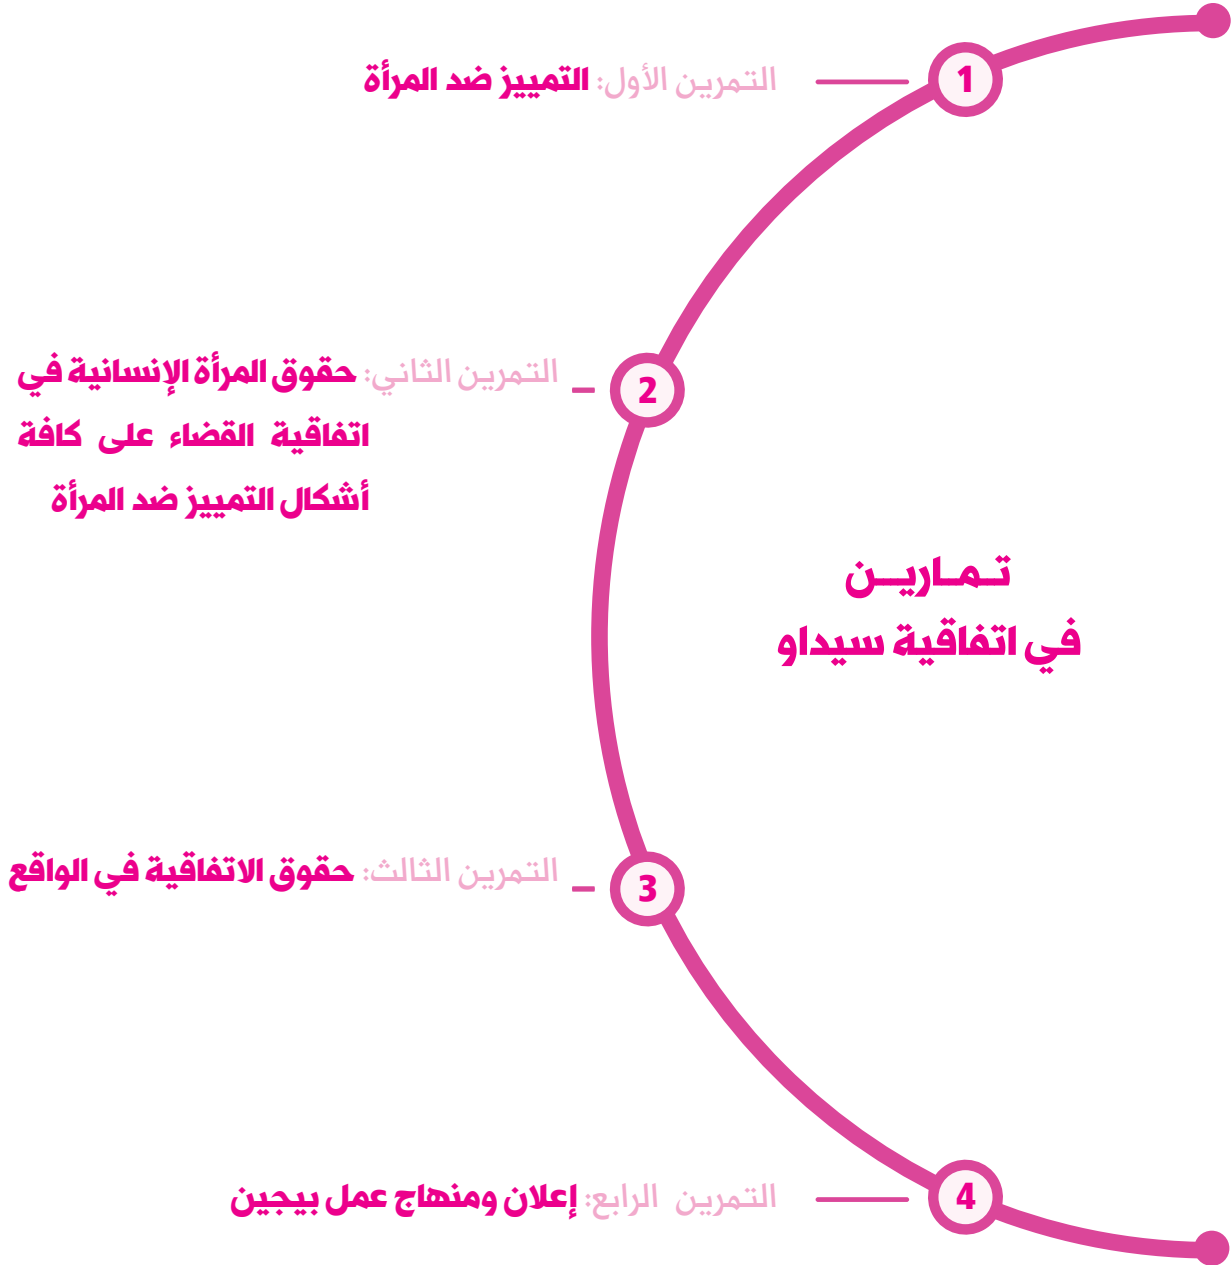 تمارين
في اتفاقية سيداو
1
التمرين الأول: التمييز ضد المرأة
2
التمرين الثاني: حقوق المرأة الإنسانية في
اتفاقية القضاء على كافة
أشكال التمييز ضد المرأة
3
التمرين الثالث: حقوق الاتفاقية في الواقع
4
التمرين الرابع: إعلان ومنهاج عمل بيجين